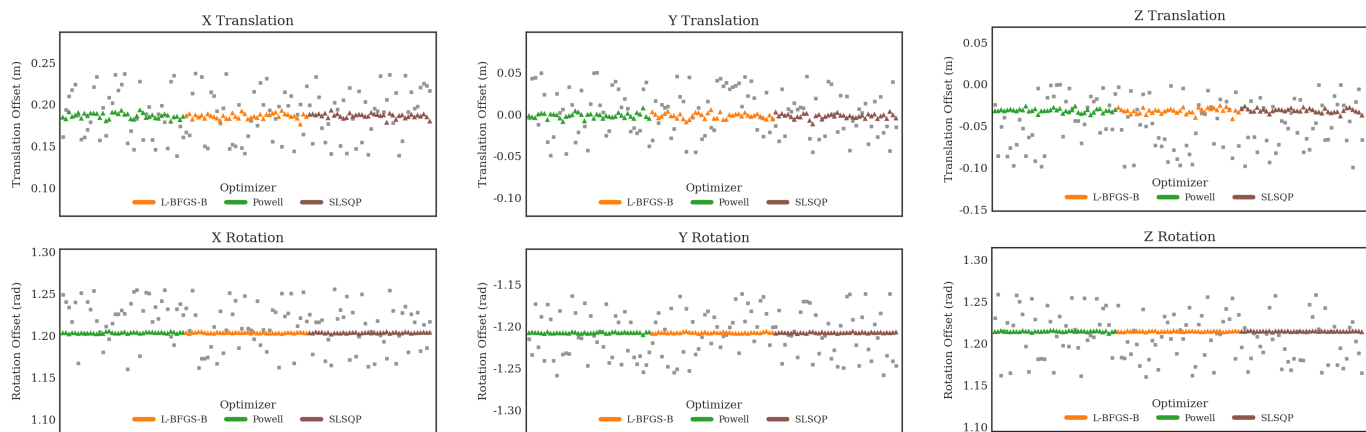 X Translation
Translation Offset (m)
0.25
0.20
0.15
0.10
Optimizer
L-BFGS-B Powell SLSQP
Y Translation
Translation Offset (m)
0.05
0.00
-0.05
-0.10
Optimizer
L-BFGS-B Powell SLSQP
Z Translation
Translation Offset (m)
0.05
0.00
-0.05
-0.10
-0.15
Optimizer
L-BFGS-B Powell SLSQP
X Rotation
Rotation Offset (rad)
1.30
1.25
1.20
1.15
1.10
Optimizer
L-BFGS-B Powell SLSQP
Y Rotation
Rotation Offset (rad)
-1.15
-1.20
-1.25
-1.30
Optimizer
L-BFGS-B Powell SLSQP
Z Rotation
Rotation Offset (rad)
1.30
1.25
1.20
1.15
1.10
Optimizer
L-BFGS-B Powell SLSQP